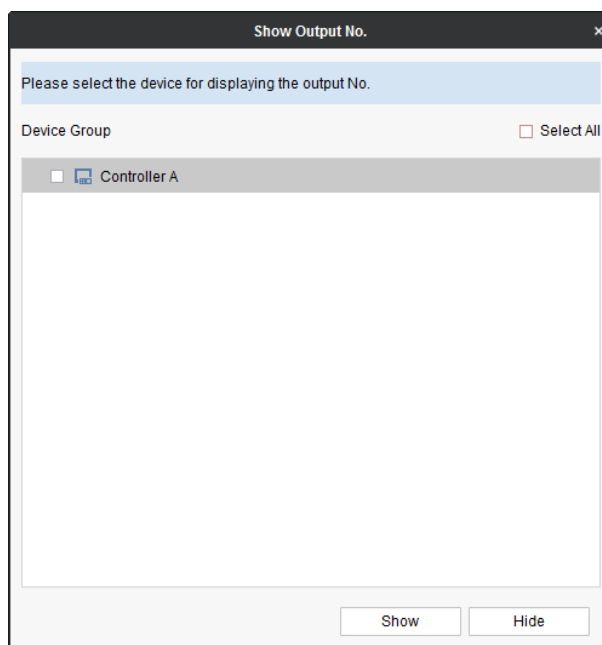 Show Output No.
Please select the device for displaying the output No.
Device Group
Select All
Controller A
Show
Hide